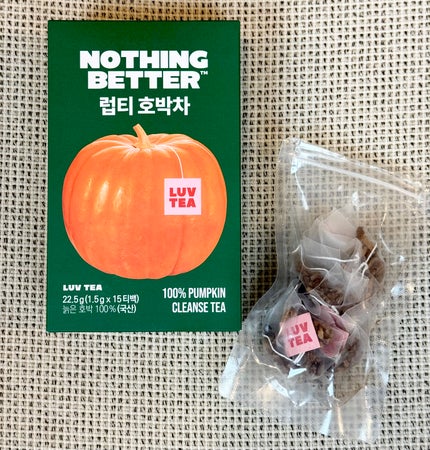 NOTHING
BETTER™
럽티 호박차
LUV
TEA
LUV TEA
22.5g(1.5g x 15티백)
늙은 호박 100%(국산)
100% PUMPKIN
CLEANSE TEA
LUV
TEA